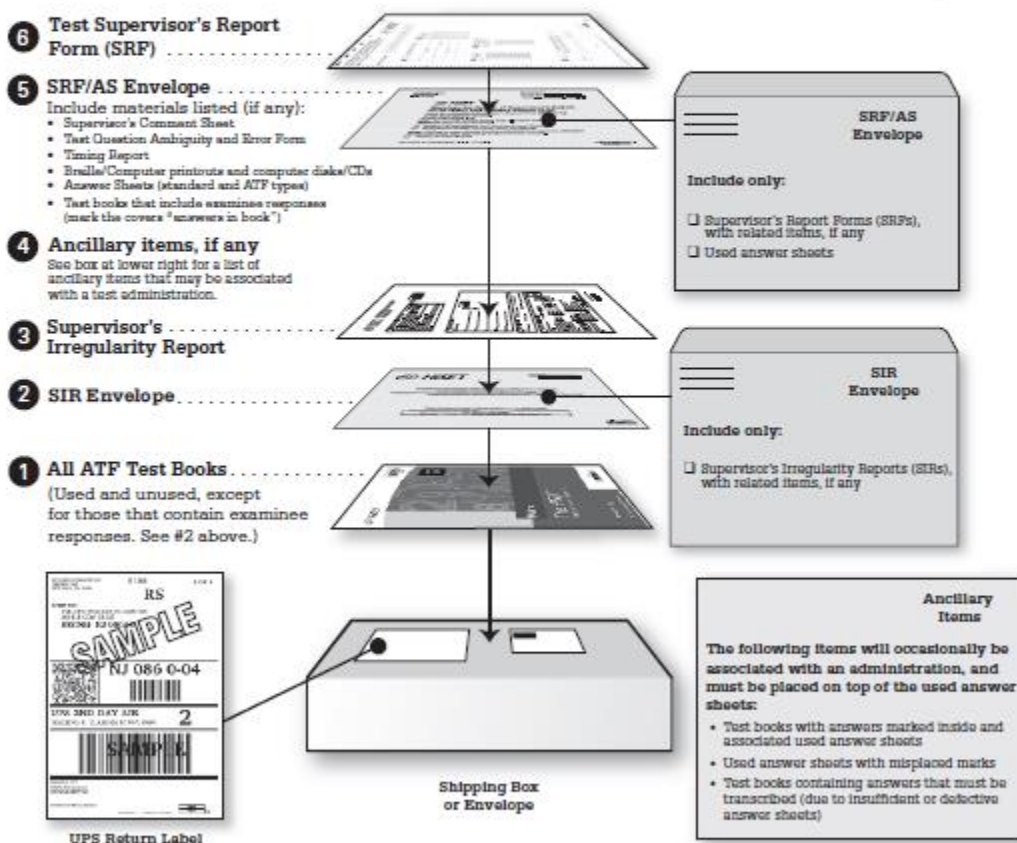 6 Test Supervisor's Report
Form (SRF) . . . . . . . . . . . . . . . . .
5 SRF/AS Envelope . . . . . . . . . . .
Include materials listed (if any):
• Supervisor's Comment Sheet
• Test Question Ambiguity and Error Form
• Timing Report
• Braille/Computer printouts and computer disks/CDs
• Answer Sheets (standard and ATF types)
• Test books that include examinee responses
(mark the covers "answers in book")
4 Ancillary items, if any
See box at lower right for a list of
ancillary items that may be associated
with a test administration.
3 Supervisor's . . . . . . . . . . . . . . . . . . .
Irregularity Report
2 SIR Envelope . . . . . . . . . . . . . . . . . .
1 All ATF Test Books . . . . . . . . . . . .
(Used and unused, except
for those that contain examinee
responses. See #2 above.)
SRF/AS
Envelope
Include only:
❑ Supervisor's Report Forms (SRFs),
with related items, if any
❑ Used answer sheets
SIR
Envelope
Include only:
❑ Supervisor's Irregularity Reports (SIRs),
with related items, if any
RS
SAMPLE
NJ 086 0-04
UPS 2ND DAY AIR
2
SAMPLE
UPS Return Label
Shipping Box
or Envelope
Ancillary
Items
The following items will occasionally be
associated with an administration, and
must be placed on top of the used answer
sheets:
• Test books with answers marked inside and
associated used answer sheets
• Used answer sheets with misplaced marks
• Test books containing answers that must be
transcribed (due to insufficient or defective
answer sheets)